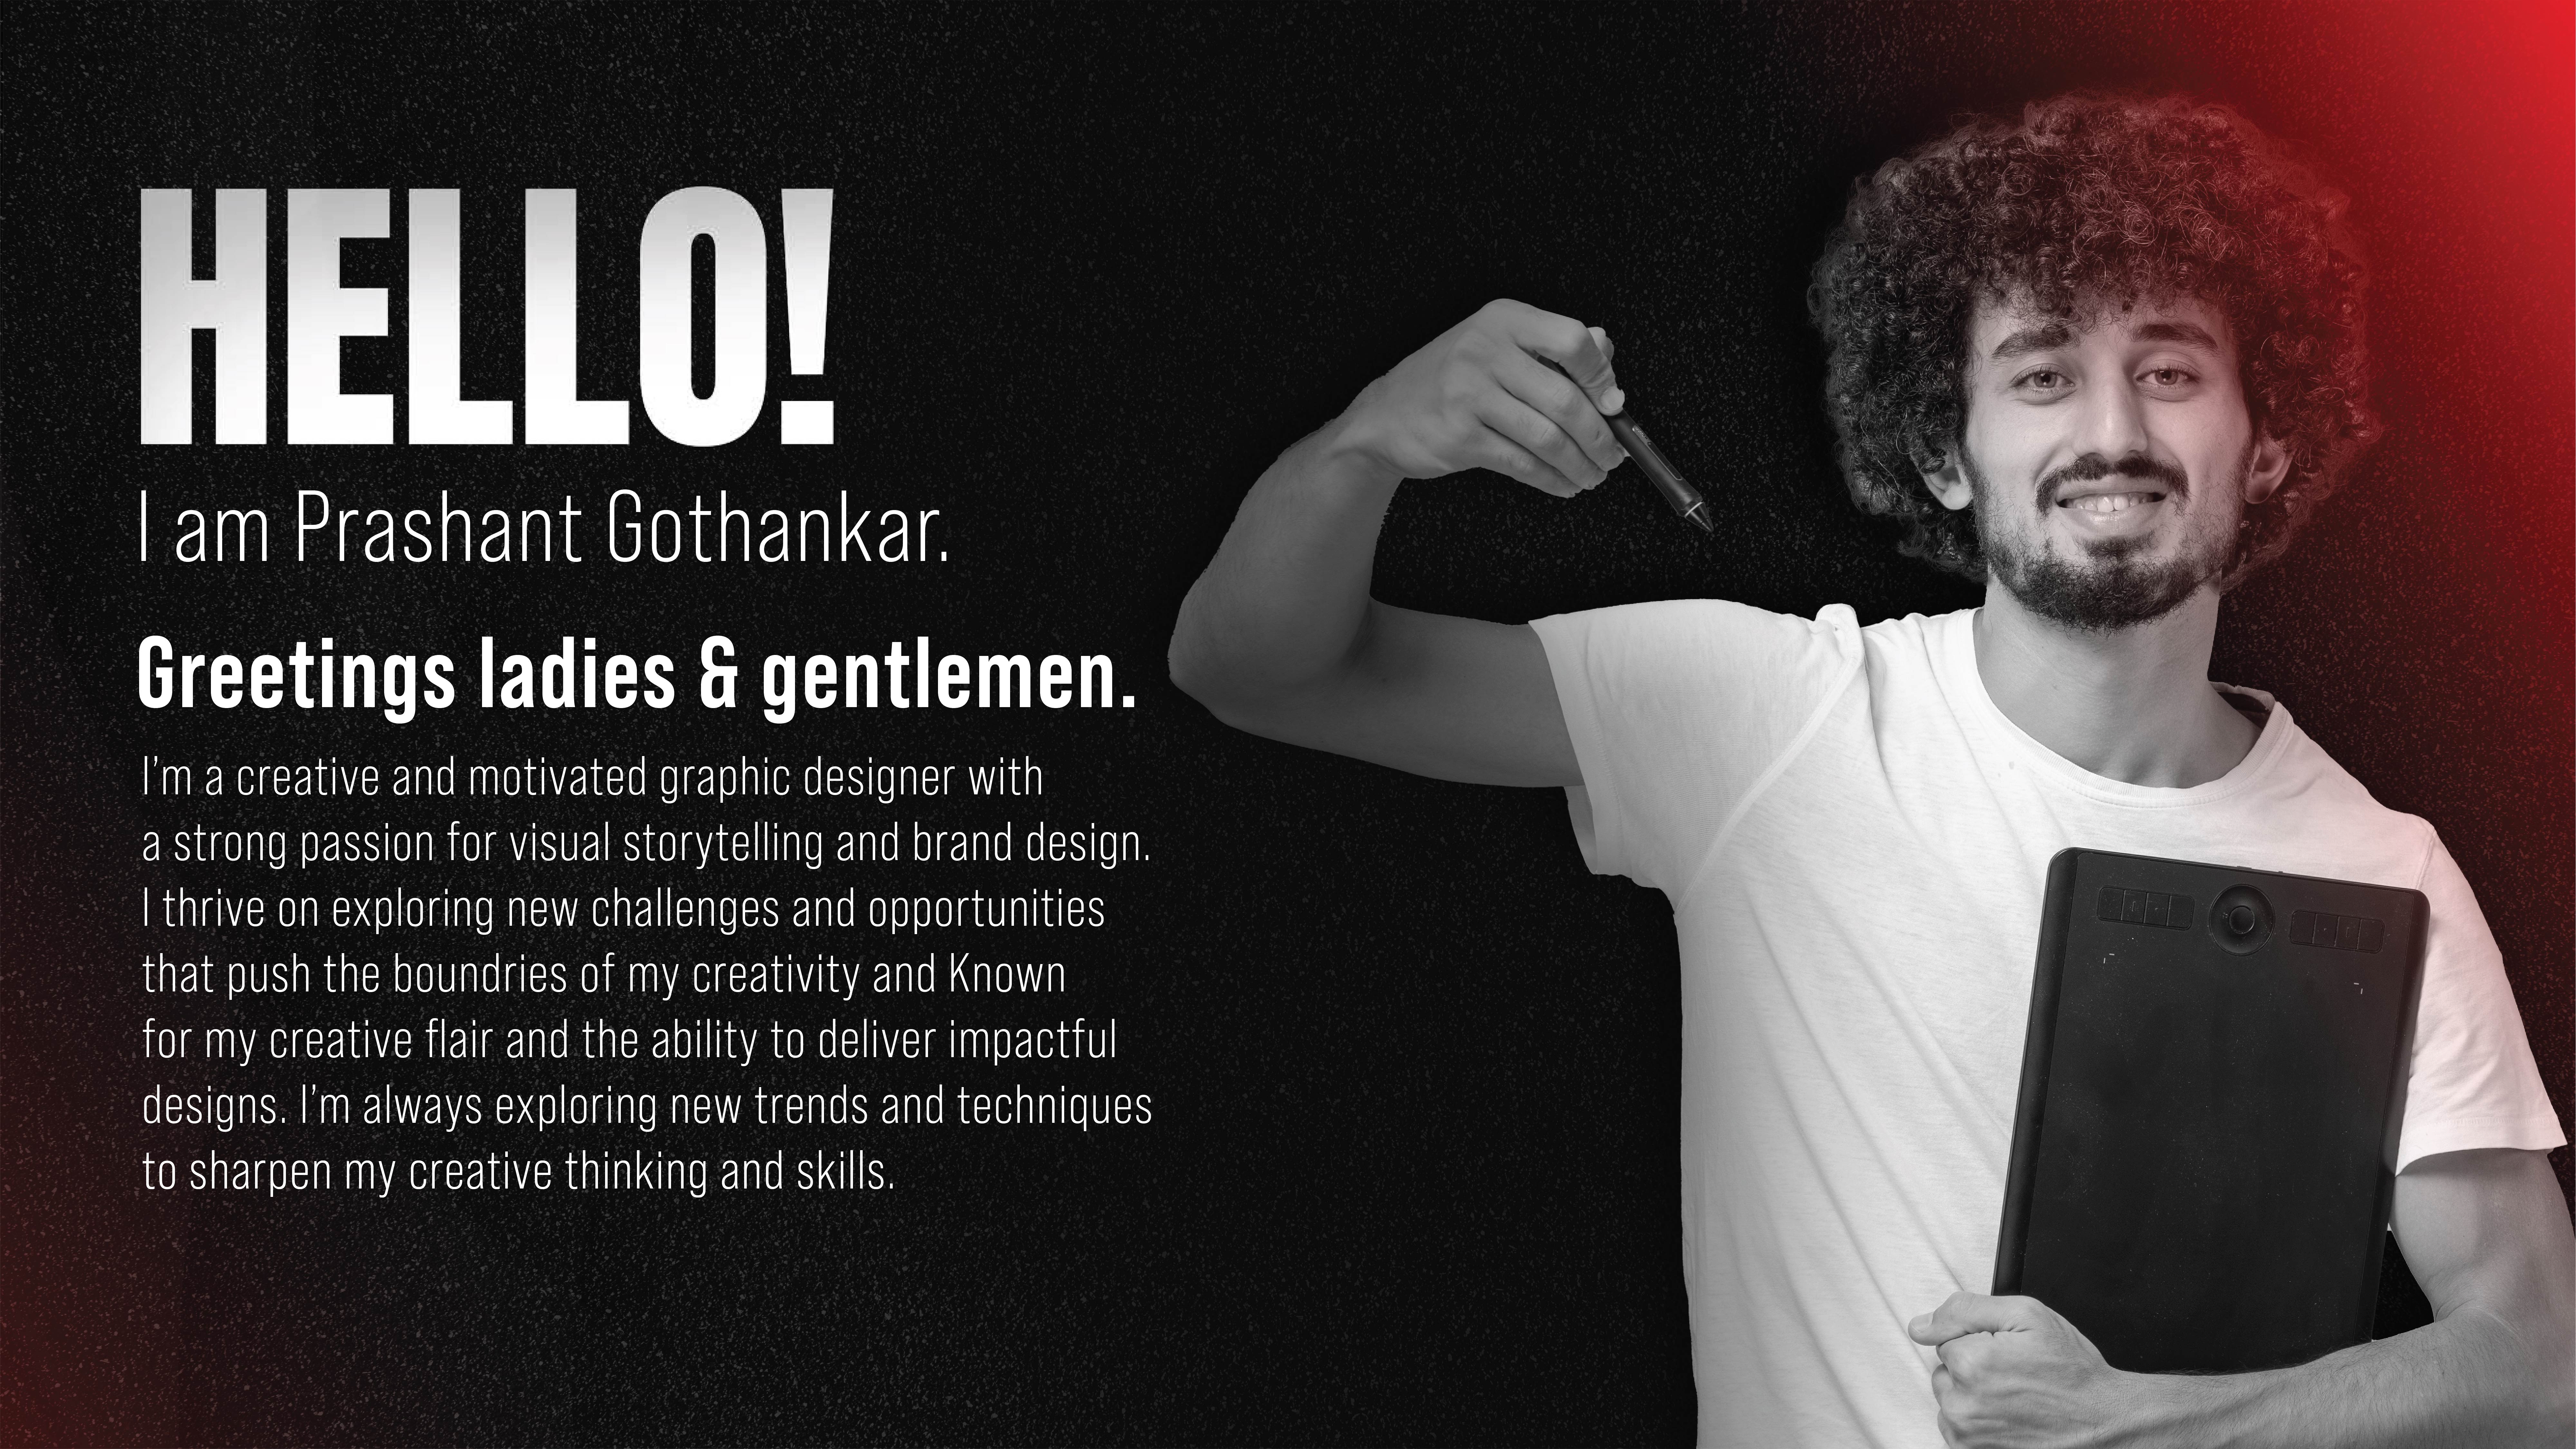 HELLO!
I am Prashant Gothankar.
Greetings ladies & gentlemen.
I'm a creative and motivated graphic designer with
a strong passion for visual storytelling and brand design.
I thrive on exploring new challenges and opportunities
that push the boundries of my creativity and Known
for my creative flair and the ability to deliver impactful
designs. I'm always exploring new trends and techniques
to sharpen my creative thinking and skills.